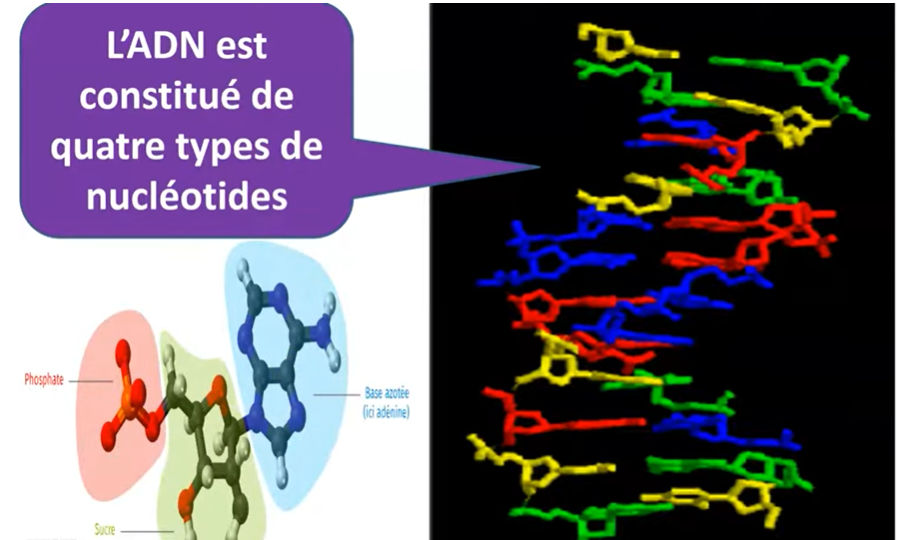 L’ADN est
constitué de
quatre types de
nucléotides
Phosphate
Base azotée
(ici adénine)
Sucre